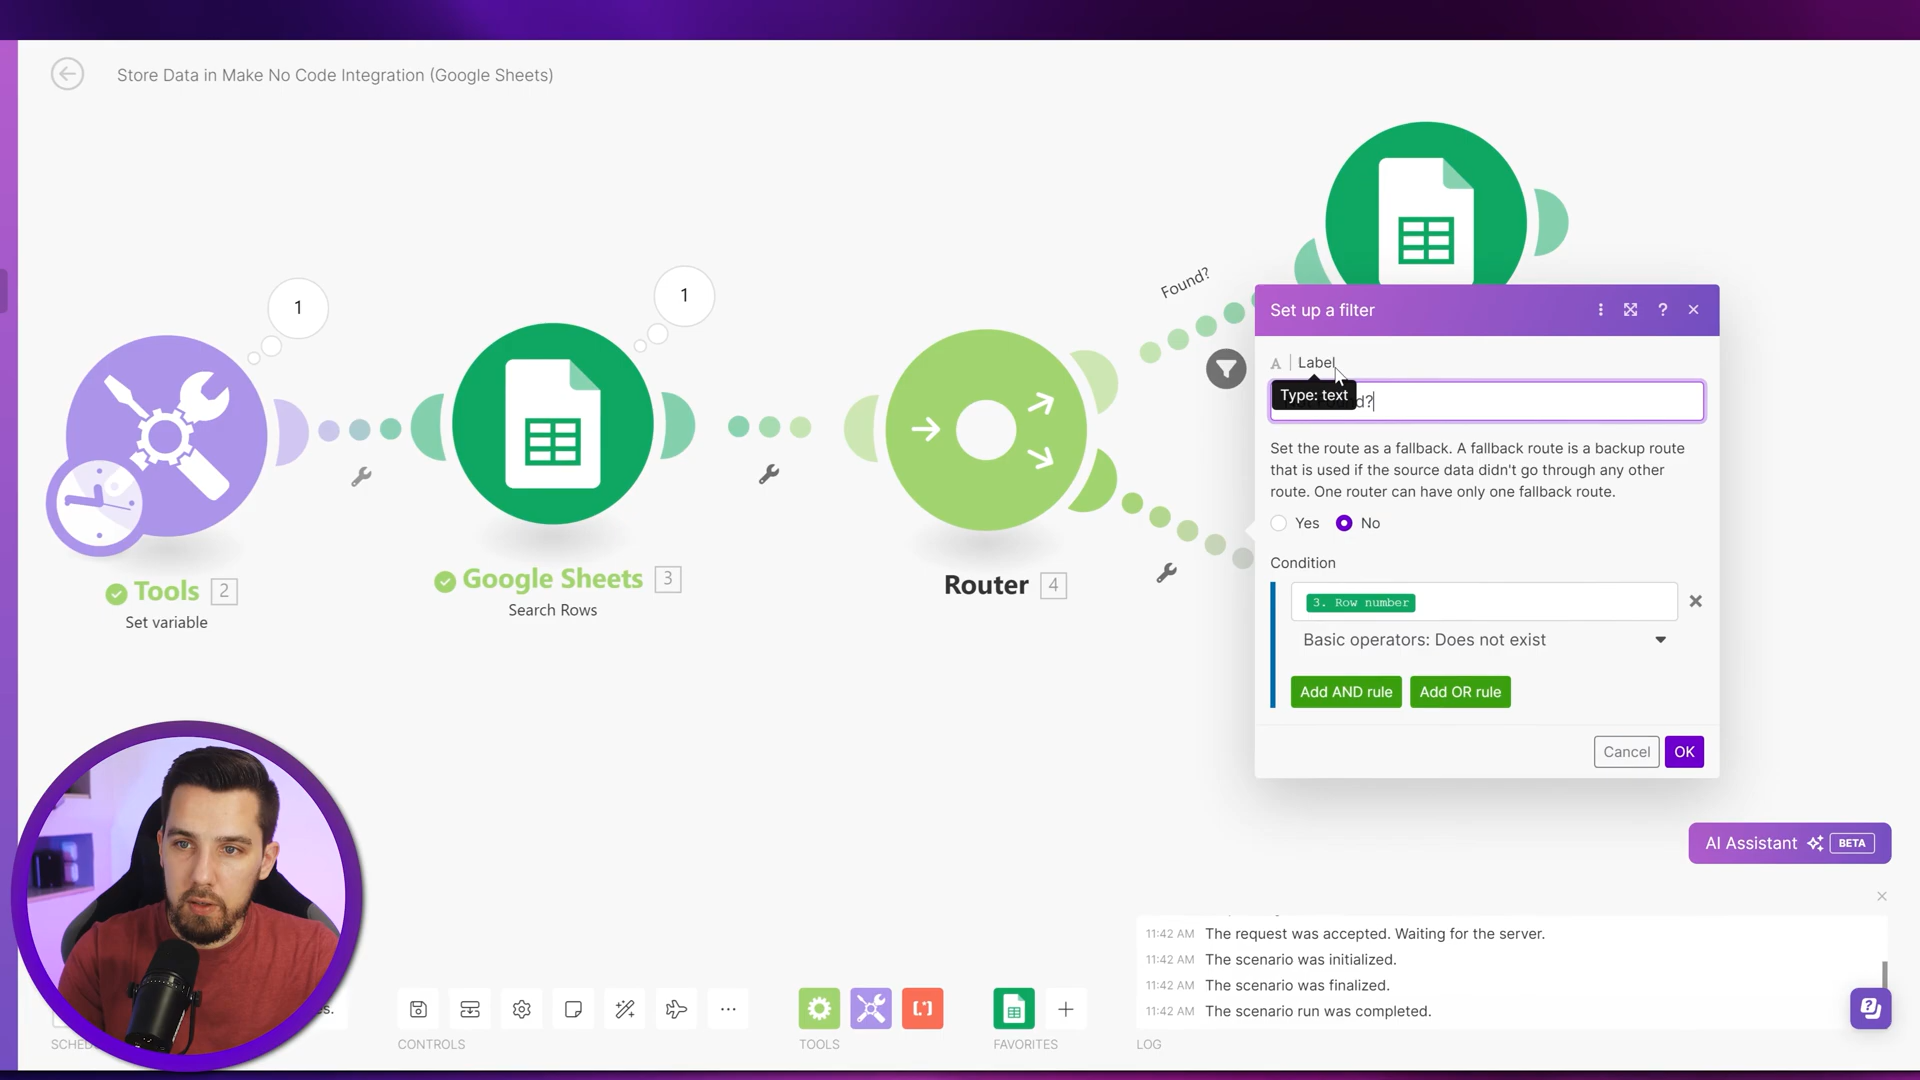 Store Data in Make No Code Integration (Google Sheets)
1
1
Found?
Set up a filter
?
A
Label
Type: text
d?
Set the route as a fallback. A fallback route is a backup route
that is used if the source data didn't go through any other
route. One router can have only one fallback route.
Yes
No
Condition
3. Row number
Basic operators: Does not exist
Add AND rule
Add OR rule
Cancel
OK
Tools
2
Set variable
Google Sheets
3
Search Rows
Router
4
AI Assistant
BETA
11:42 AM The request was accepted. Waiting for the server.
11:42 AM The scenario was initialized.
11:42 AM The scenario was finalized.
11:42 AM The scenario run was completed.
s.
SCHED
CONTROLS
TOOLS
FAVORITES
LOG